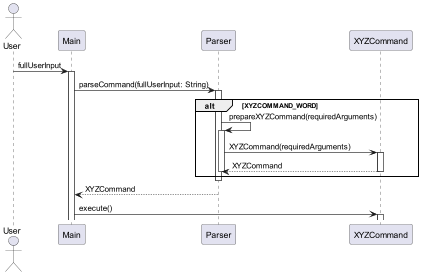 User
Main
Parser
XYZCommand
fullUserInput
parseCommand(fullUserInput: String)
alt
[XYZCOMMAND_WORD]
prepareXYZCommand(requiredArguments)
XYZCommand(requiredArguments)
XYZCommand
XYZCommand
execute()
User
Main
Parser
XYZCommand